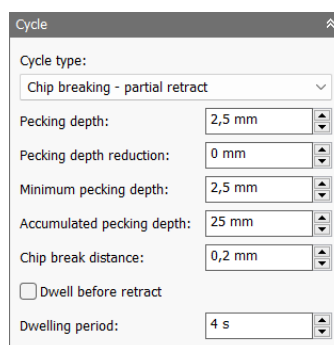 Cycle
Cycle type:
Chip breaking - partial retract
Pecking depth: 2,5 mm
Pecking depth reduction: 0 mm
Minimum pecking depth: 2,5 mm
Accumulated pecking depth: 25 mm
Chip break distance: 0,2 mm
Dwell before retract
Dwelling period: 4 s